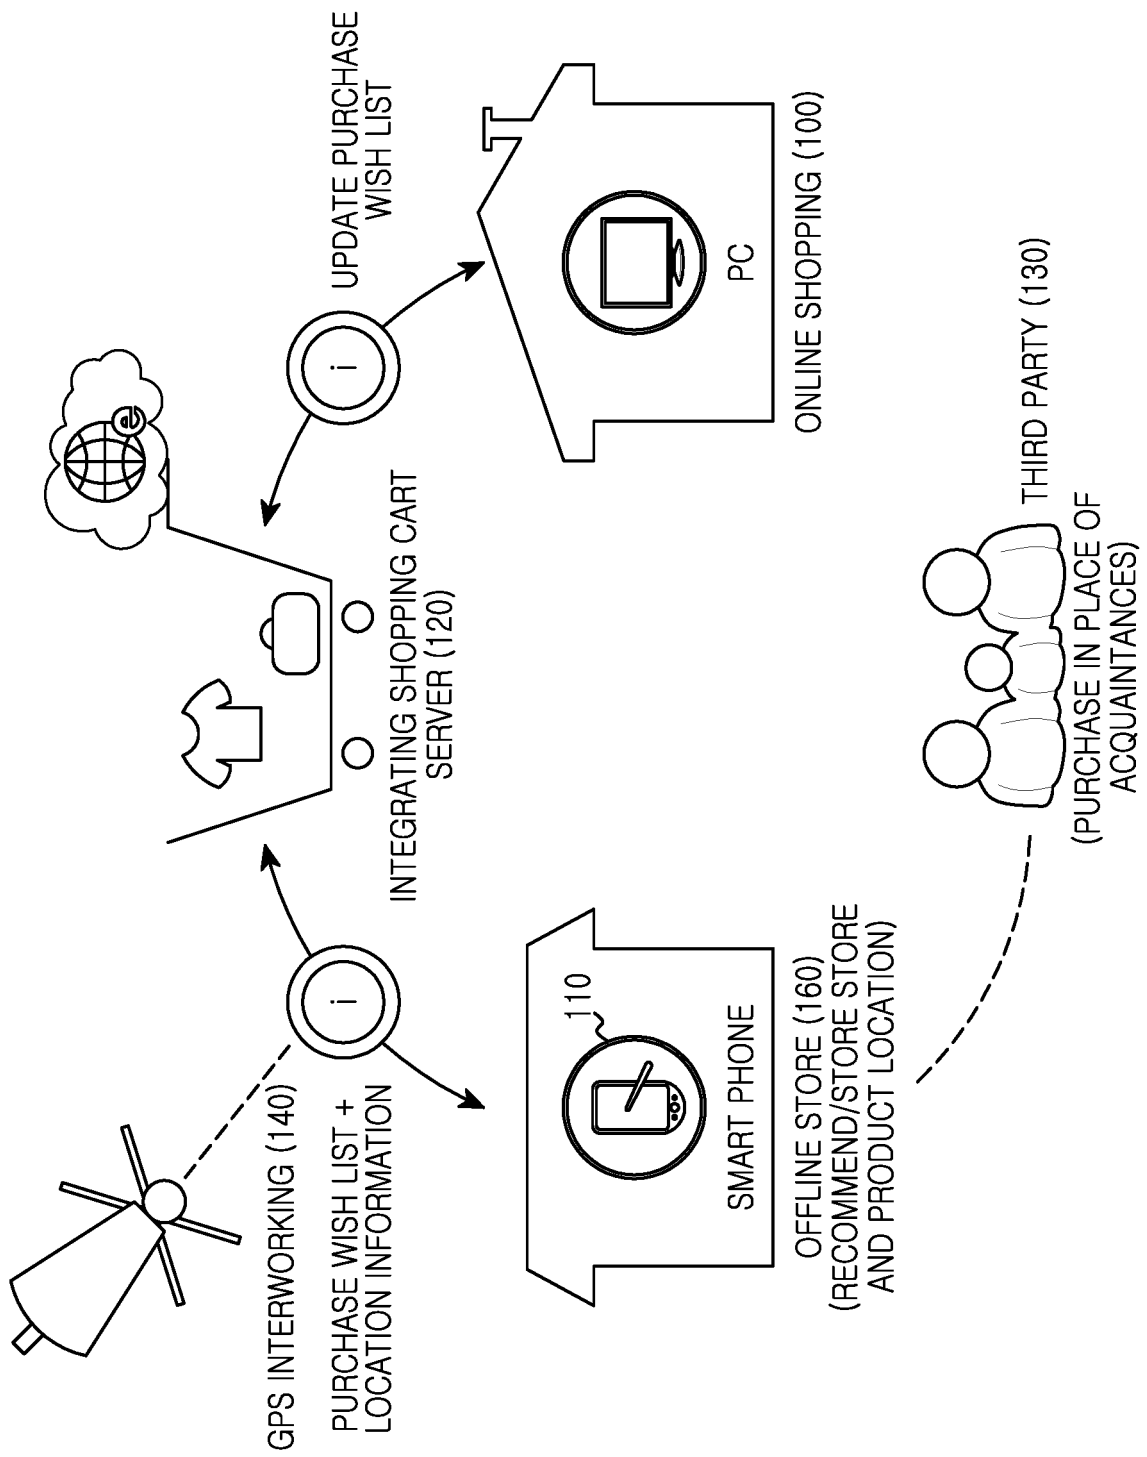 GPS INTERWORKING (140)
PURCHASE WISH LIST +
LOCATION INFORMATION
i
e
INTEGRATING SHOPPING CART
SERVER (120)
i
UPDATE PURCHASE
WISH LIST
110
SMART PHONE
OFFLINE STORE (160)
(RECOMMEND/STORE STORE
AND PRODUCT LOCATION)
PC
ONLINE SHOPPING (100)
THIRD PARTY (130)
(PURCHASE IN PLACE OF
ACQUAINTANCES)